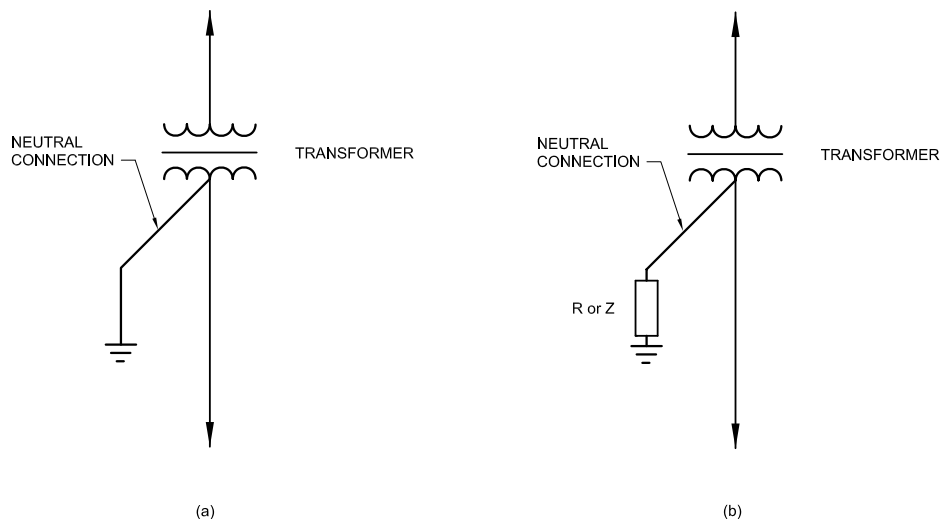 NEUTRAL
CONNECTION
TRANSFORMER
NEUTRAL
CONNECTION
TRANSFORMER
R or Z
(a)
(b)